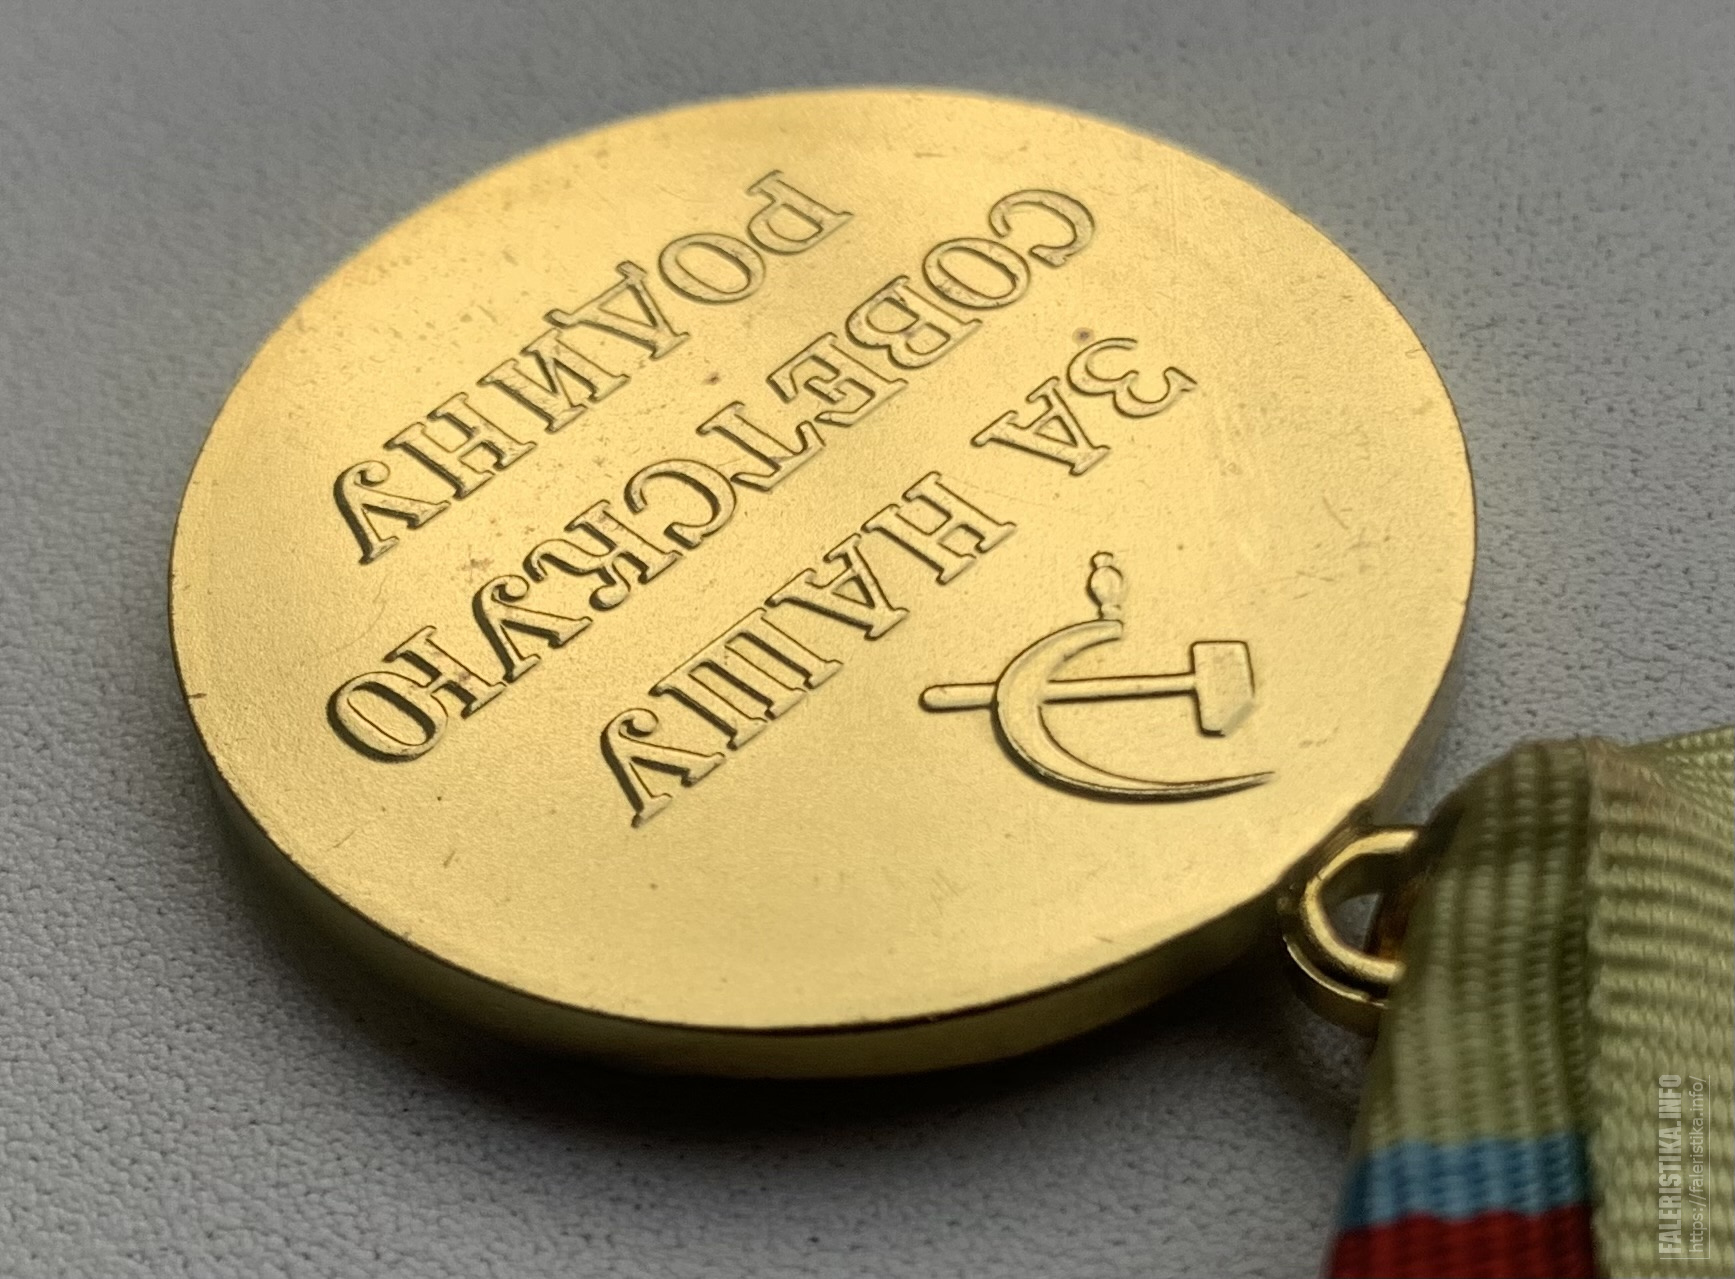 ЗА НАШУ
СОВЕТСКУЮ
РОДИНУ
FALERISTIKA.INFO
https://faleristika.info/